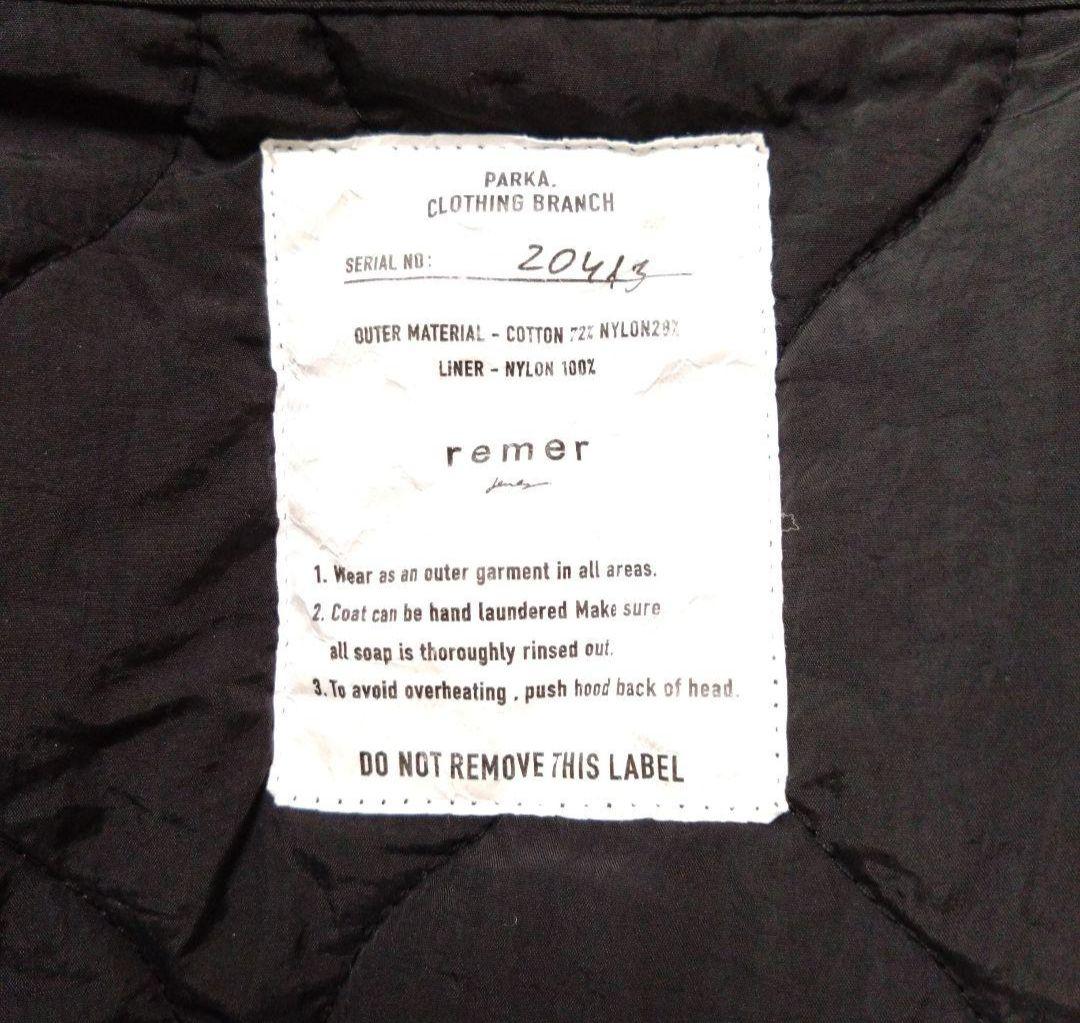 PARKA.
CLOTHING BRANCH
SERIAL NO: 20413
OUTER MATERIAL - COTTON 72% NYLON28%
LINER - NYLON 100%
remer
1. Wear as an outer garment in all areas.
2. Coat can be hand laundered Make sure
all soap is thoroughly rinsed out.
3. To avoid overheating , push hood back of head.
DO NOT REMOVE THIS LABEL